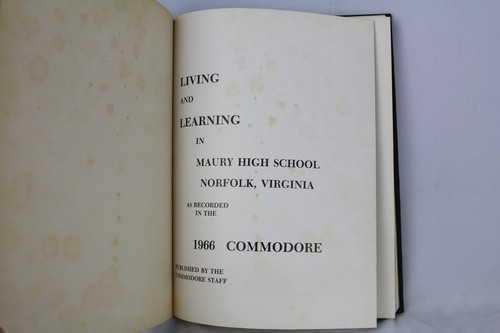 LIVING
AND
LEARNING
IN
MAURY HIGH SCHOOL
NORFOLK, VIRGINIA
AS RECORDED
IN THE
1966 COMMODORE
PUBLISHED BY THE
COMMODORE STAFF